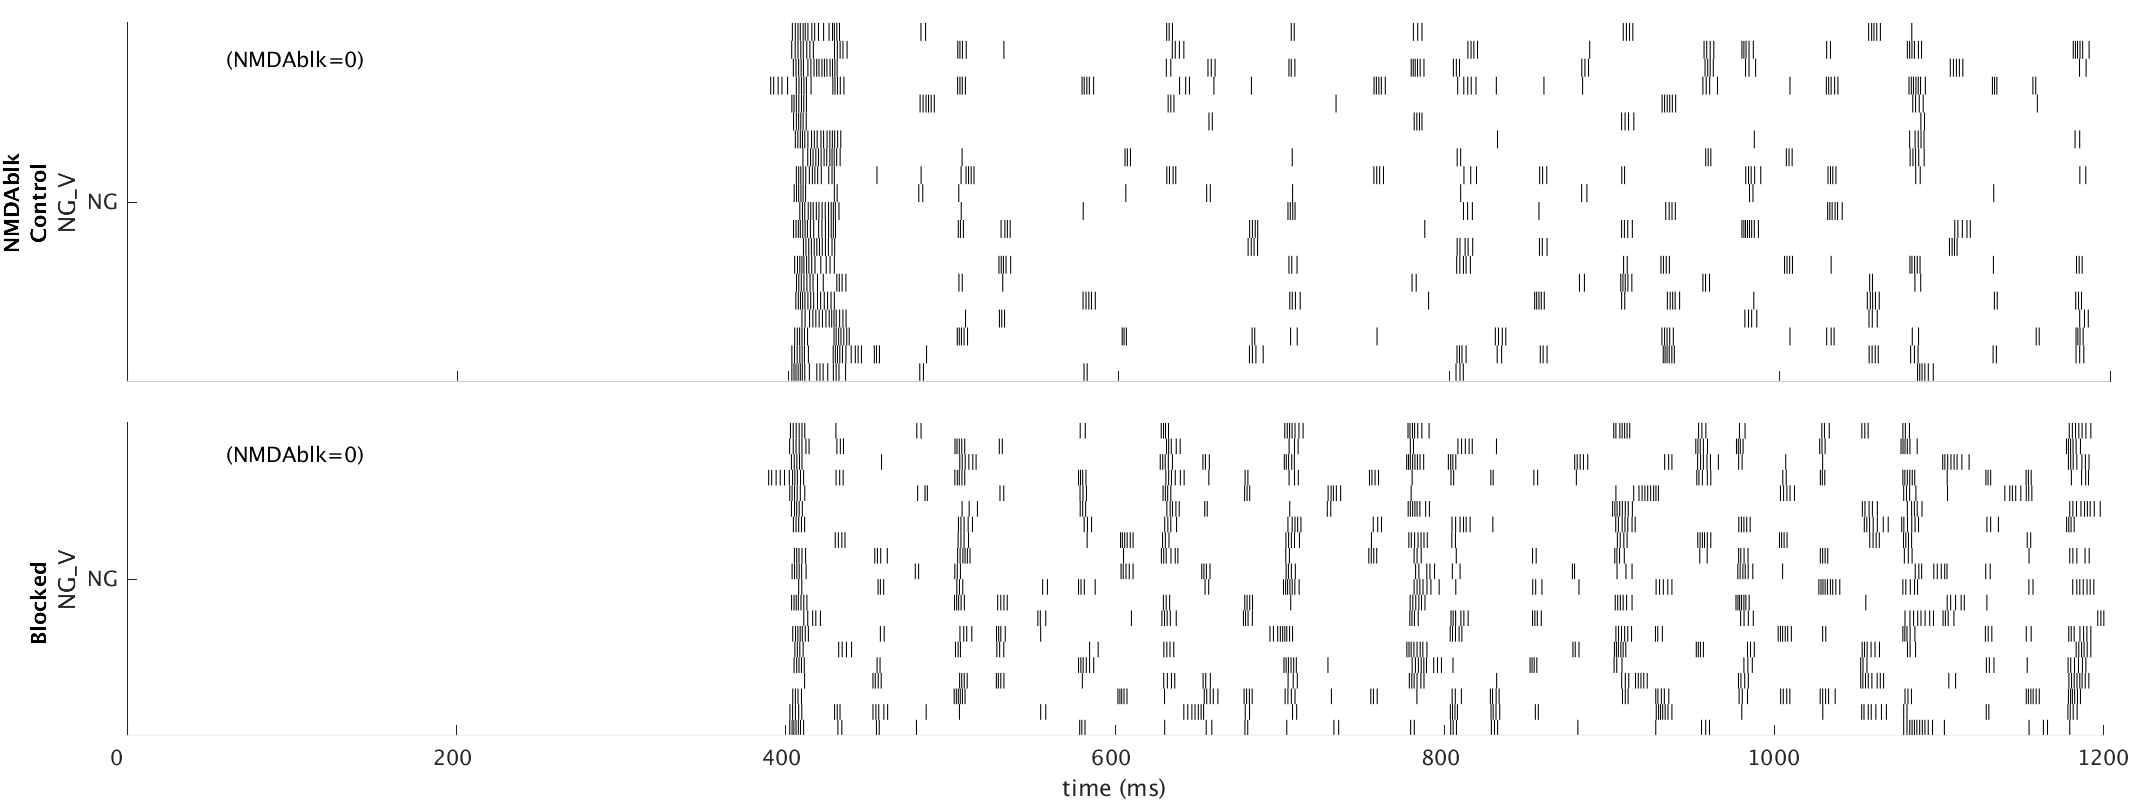 NMDAblk
Control
NG_V
NG
(NMDAblk=0)
Blocked
NG_V
NG
(NMDAblk=0)
0 200 400 600 800 1000 1200
time (ms)